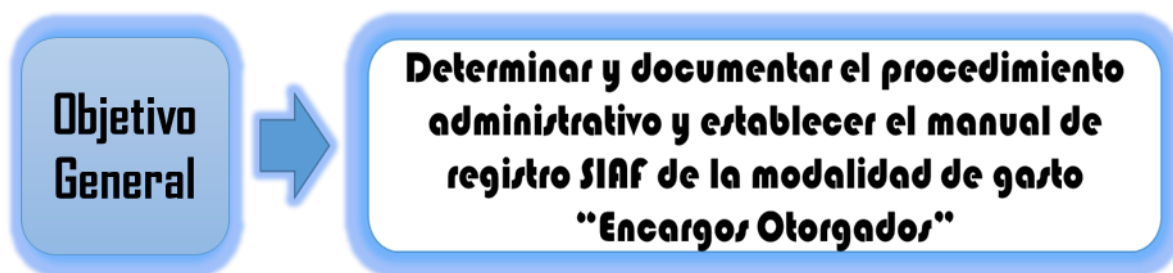 Objetivo
General
Determinar y documentar el procedimiento
administrativo y establecer el manual de
registro SIAF de la modalidad de gasto
"Encargos Otorgados"